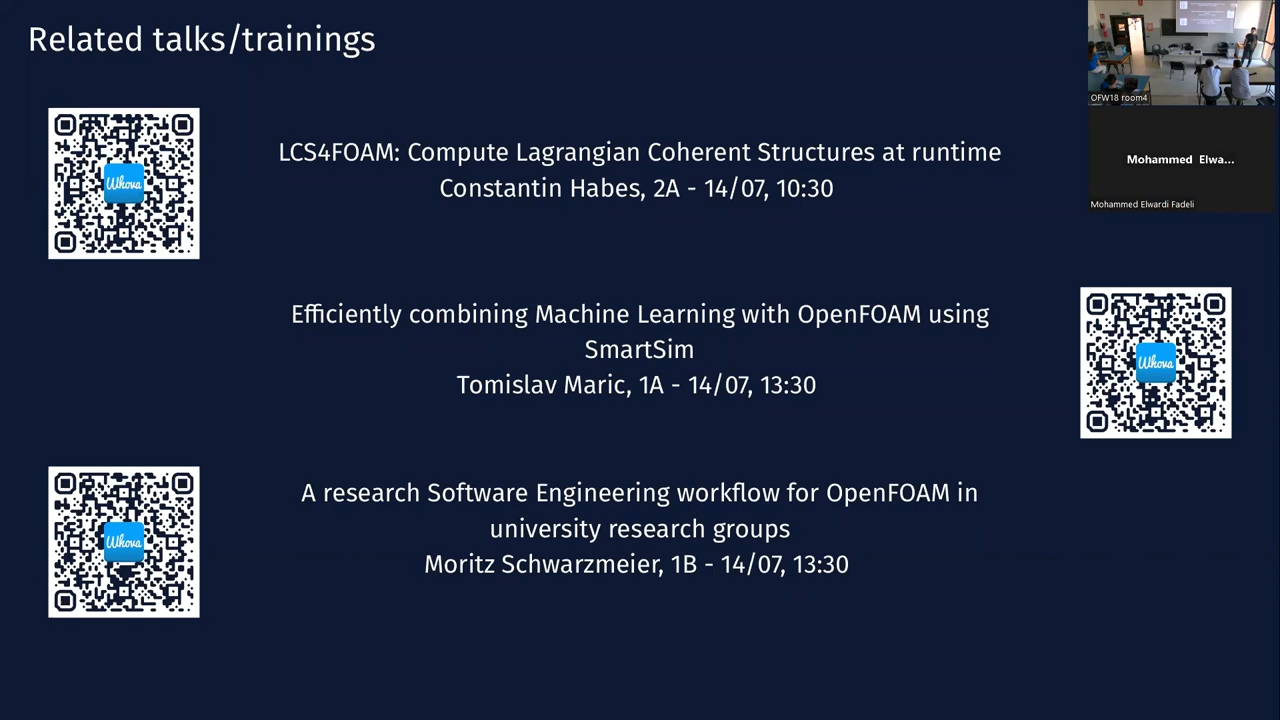 Related talks/trainings
OFW18 room4
Mohammed Elwa...
Mohammed Elwardi Fadeli
Whova
LCS4FOAM: Compute Lagrangian Coherent Structures at runtime
Constantin Habes, 2A - 14/07, 10:30
Efficiently combining Machine Learning with OpenFOAM using
SmartSim
Tomislav Maric, 1A - 14/07, 13:30
Whova
Whova
A research Software Engineering workflow for OpenFOAM in
university research groups
Moritz Schwarzmeier, 1B - 14/07, 13:30